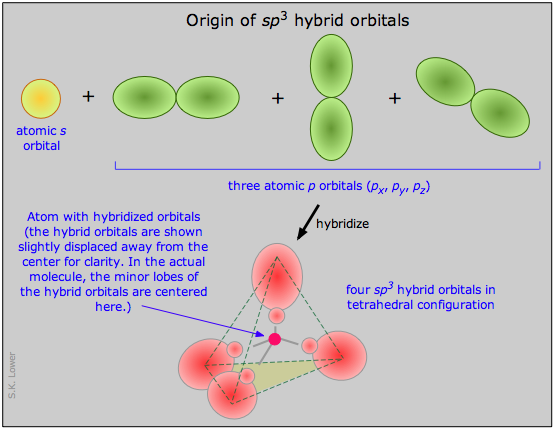 Origin of sp³ hybrid orbitals
+
+
+
atomic s
orbital
three atomic p orbitals (pₓ, p_y, p_z)
Atom with hybridized orbitals
(the hybrid orbitals are shown
slightly displaced away from the
center for clarity. In the actual
molecule, the minor lobes of
the hybrid orbitals are centered
here.)
hybridize
four sp³ hybrid orbitals in
tetrahedral configuration
S.K. Lower